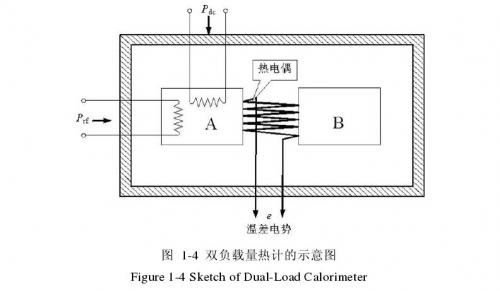 P_dc
热电偶
P_rf
A
B
e
温差电势
图 1-4 双负载量热计的示意图
Figure 1-4 Sketch of Dual-Load Calorimeter